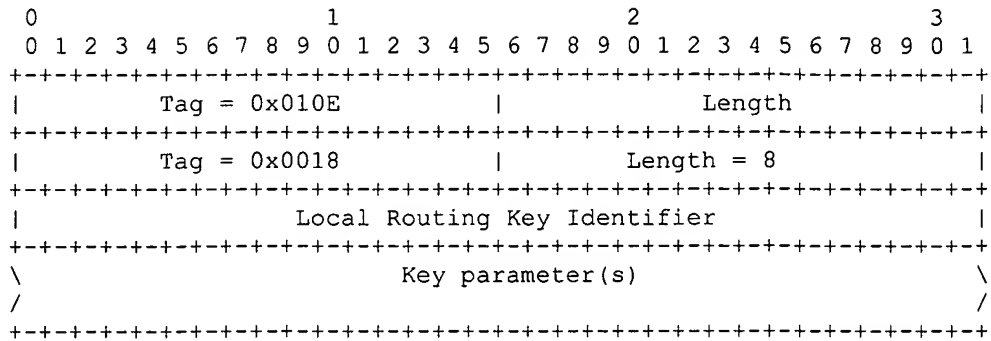 0                   1                   2                   3
0 1 2 3 4 5 6 7 8 9 0 1 2 3 4 5 6 7 8 9 0 1 2 3 4 5 6 7 8 9 0 1
+-+-+-+-+-+-+-+-+-+-+-+-+-+-+-+-+-+-+-+-+-+-+-+-+-+-+-+-+-+-+-+-+
| Tag = 0x010E | Length |
+-+-+-+-+-+-+-+-+-+-+-+-+-+-+-+-+-+-+-+-+-+-+-+-+-+-+-+-+-+-+-+-+
| Tag = 0x0018 | Length = 8 |
+-+-+-+-+-+-+-+-+-+-+-+-+-+-+-+-+-+-+-+-+-+-+-+-+-+-+-+-+-+-+-+-+
| Local Routing Key Identifier |
+-+-+-+-+-+-+-+-+-+-+-+-+-+-+-+-+-+-+-+-+-+-+-+-+-+-+-+-+-+-+-+-+
\ Key parameter(s) \
/ /
+-+-+-+-+-+-+-+-+-+-+-+-+-+-+-+-+-+-+-+-+-+-+-+-+-+-+-+-+-+-+-+-+